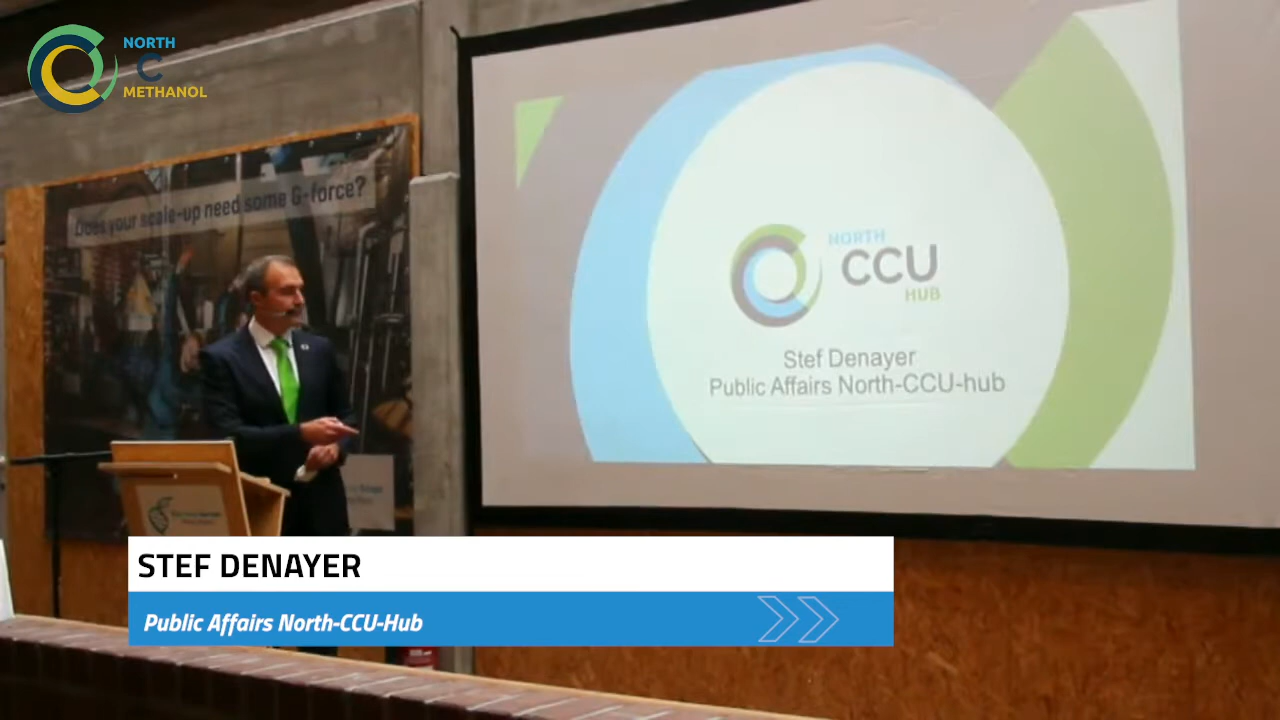 NORTH
C
METHANOL
Does your scale-up need some G-force?
NORTH
CCU
HUB
Stef Denayer
Public Affairs North-CCU-hub
STEF DENAYER
Public Affairs North-CCU-Hub